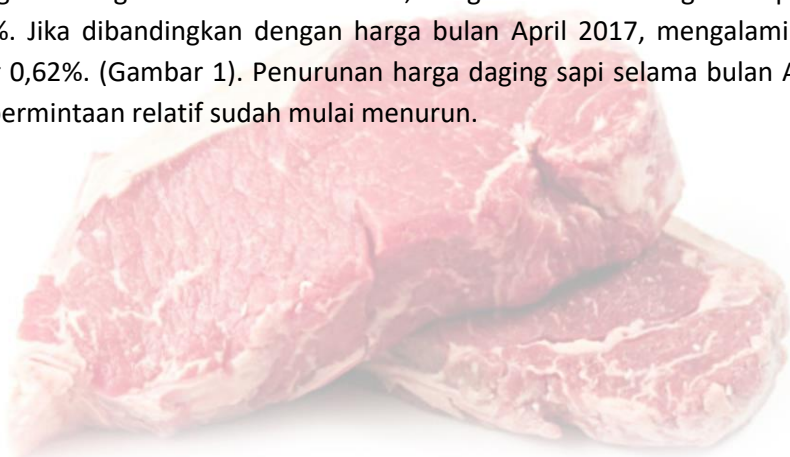 %. Jika dibandingkan dengan harga bulan April 2017, mengalami
0,62%. (Gambar 1). Penurunan harga daging sapi selama bulan A
permintaan relatif sudah mulai menurun.